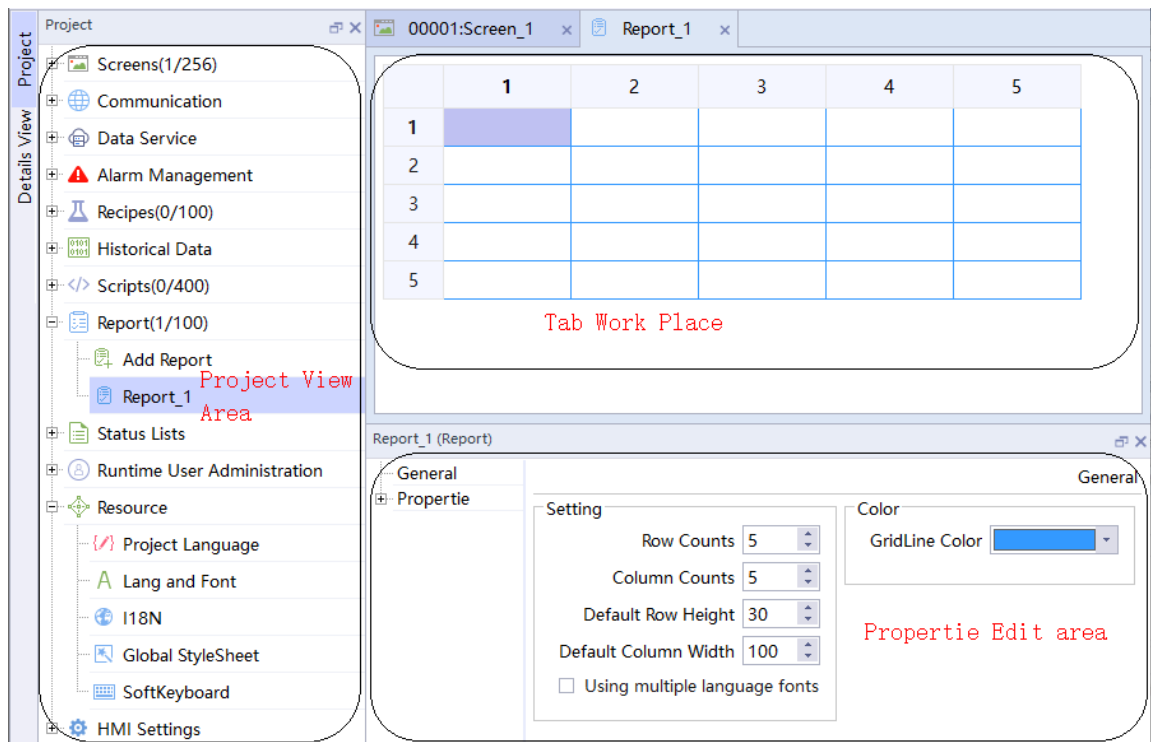 Project
Details View
Project
Screens(1/256)
Communication
Data Service
Alarm Management
Recipes(0/100)
0101
0101
Historical Data
Scripts(0/400)
Report(1/100)
Add Report
Report_1
Project View
Area
Status Lists
Runtime User Administration
Resource
Project Language
A Lang and Font
I18N
Global StyleSheet
SoftKeyboard
HMI Settings
00001:Screen_1 × Report_1 ×
1 2 3 4 5
1
2
3
4
5
Tab Work Place
Report_1 (Report)
General
Propertie
General
Setting
Row Counts 5
Column Counts 5
Default Row Height 30
Default Column Width 100
Using multiple language fonts
Color
GridLine Color
Propertie Edit area